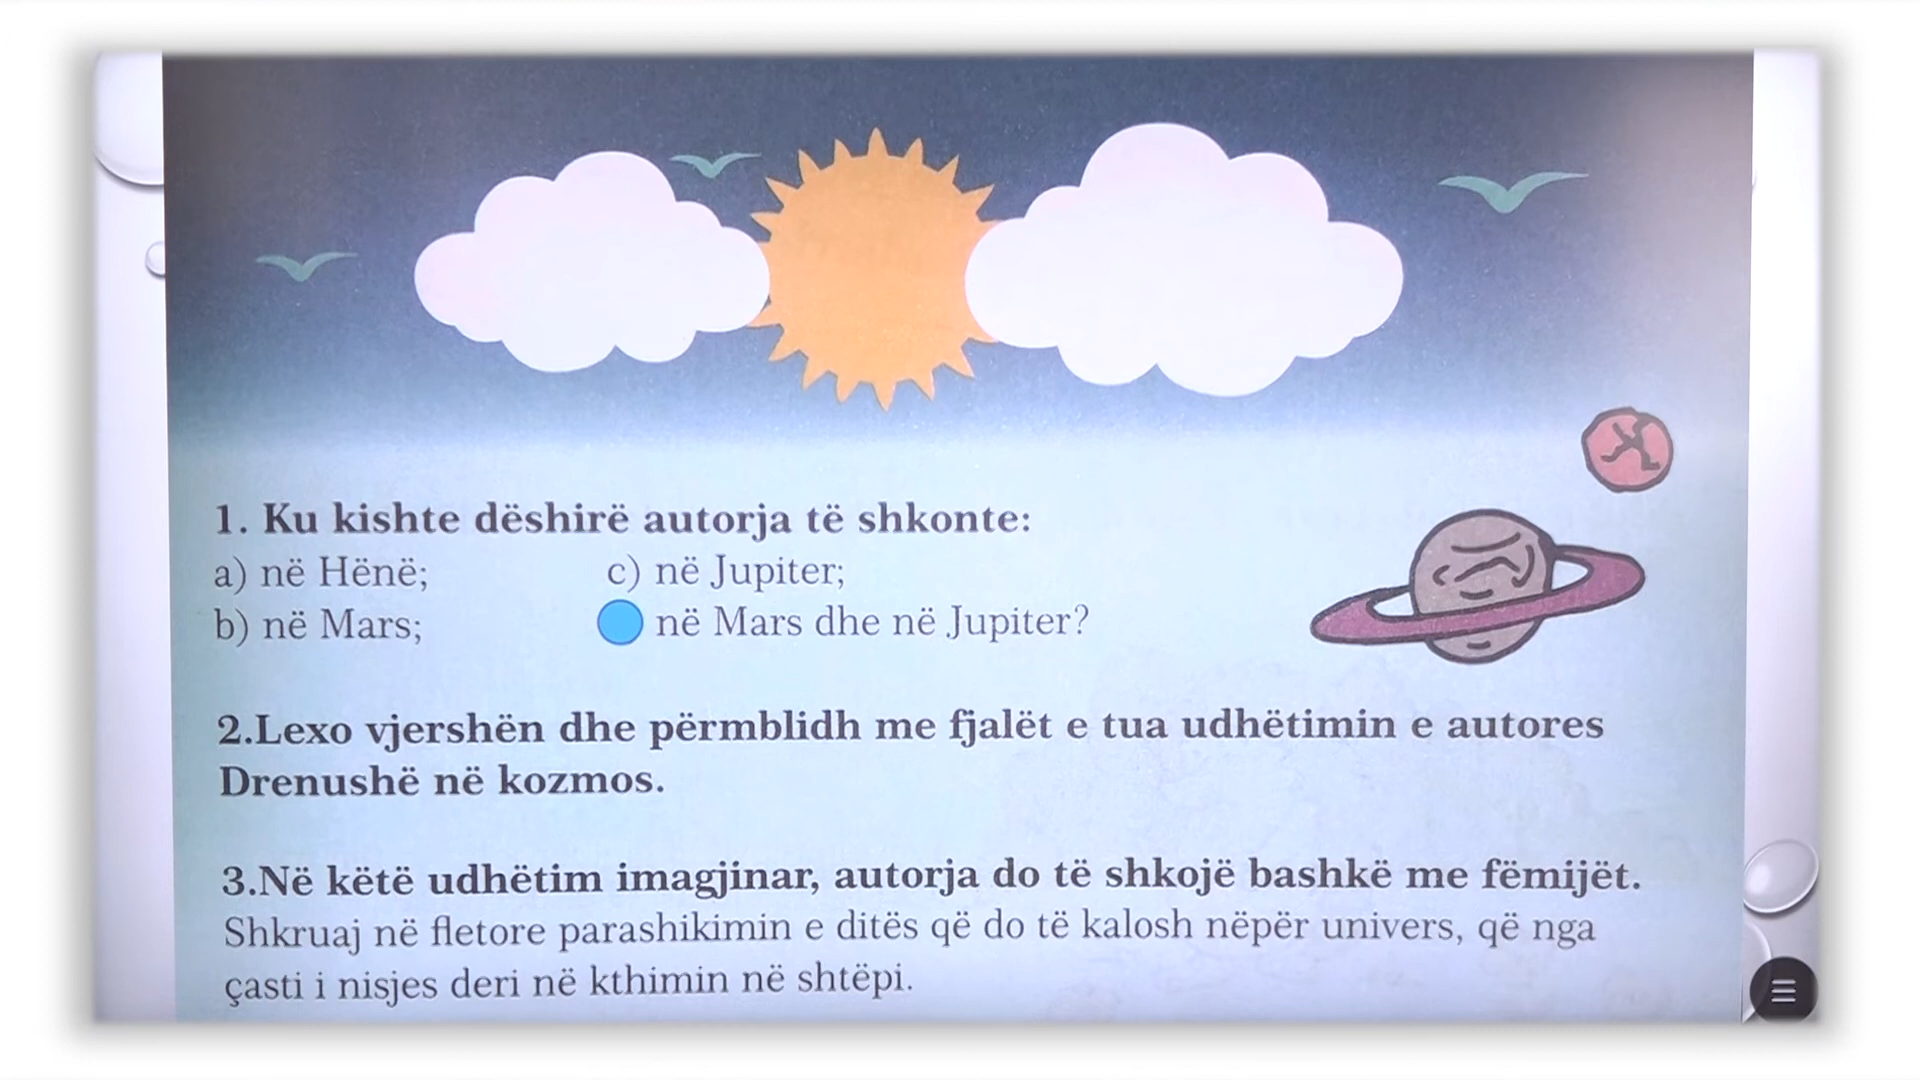 1. Ku kishte dëshirë autorja të shkonte:
a) në Hënë;
c) në Jupiter;
b) në Mars;
në Mars dhe në Jupiter?
2.Lexo vjershën dhe përmblidh me fjalët e tua udhëtimin e autores
Drenushë në kozmos.
3.Në këtë udhëtim imagjinar, autorja do të shkojë bashkë me fëmijët.
Shkruaj në fletore parashikimin e ditës që do të kalosh nëpër univers, që nga
çasti i nisjes deri në kthimin në shtëpi.